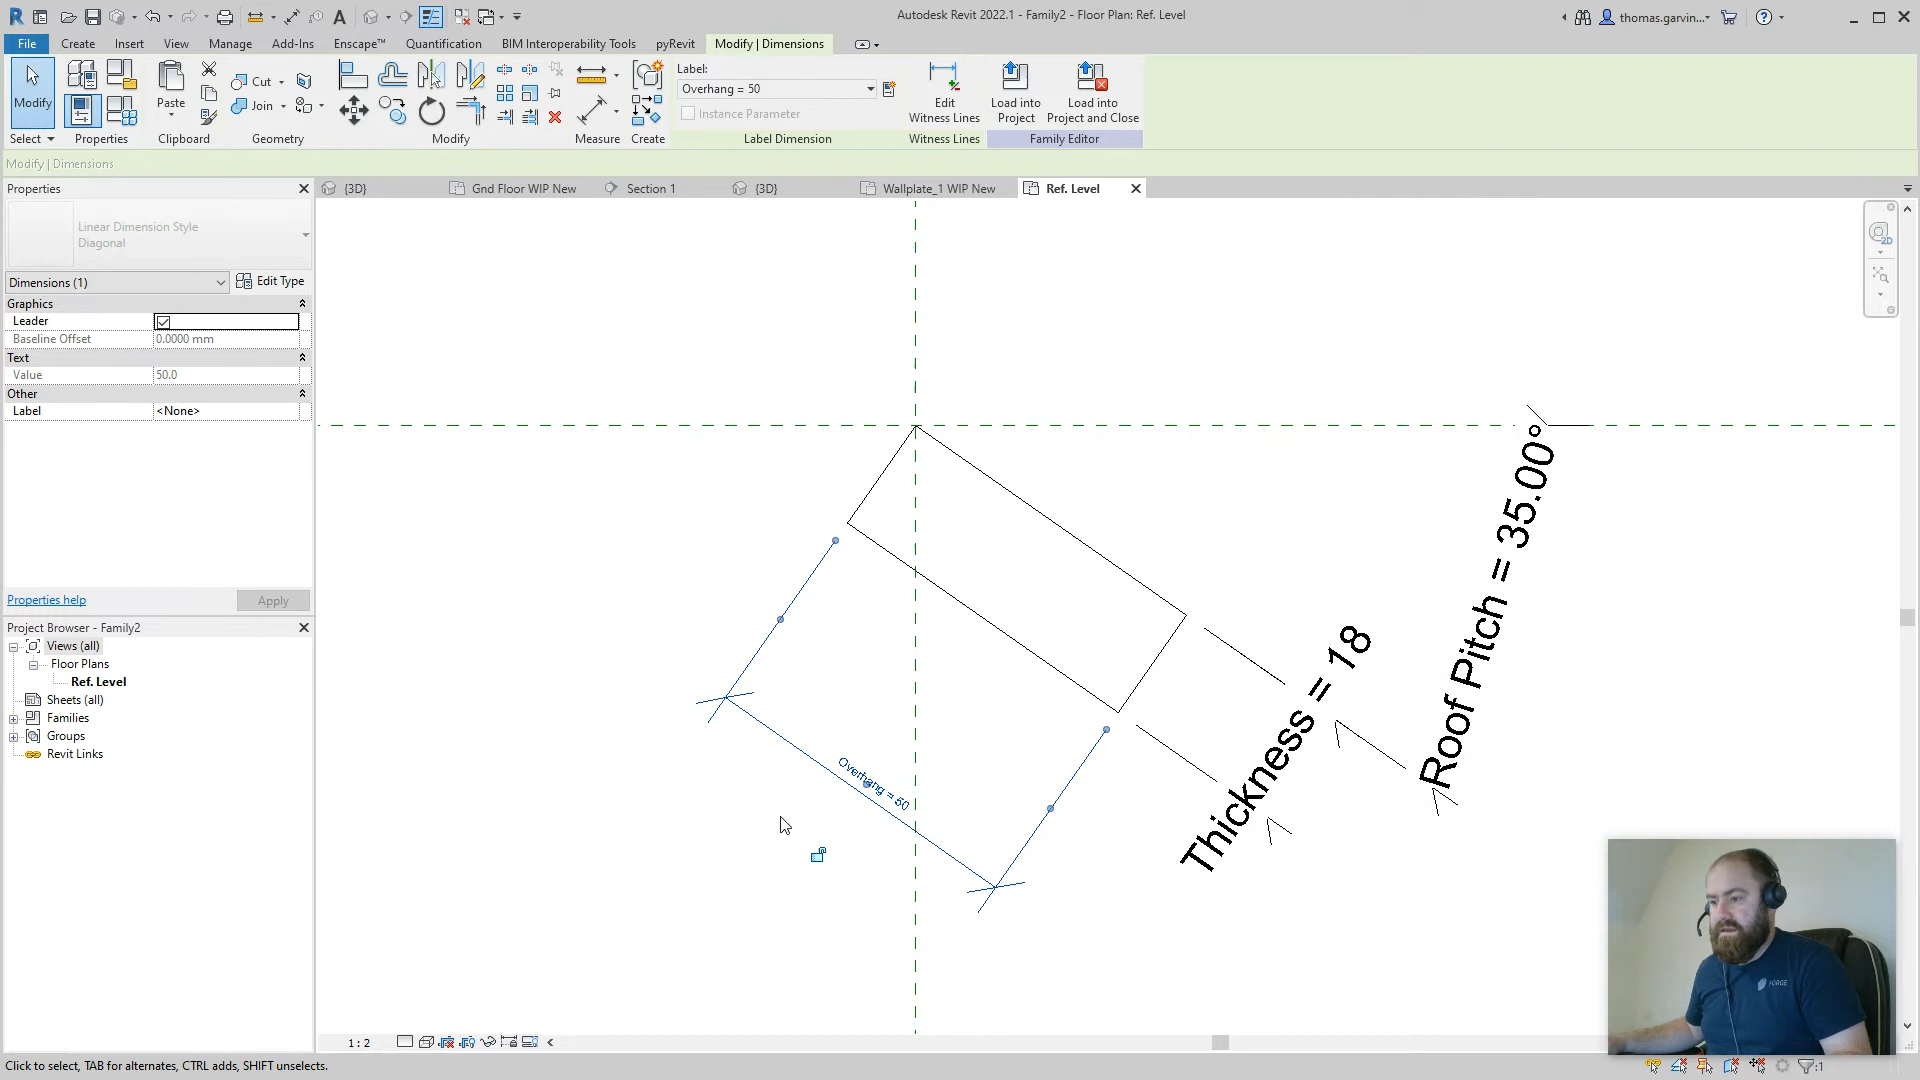 Autodesk Revit 2022.1 - Family2 - Floor Plan: Ref. Level
thomas.garvin...
File Create Insert View Manage Add-Ins Enscape™ Quantification BIM Interoperability Tools pyRevit Modify | Dimensions
Modify
Paste
Cut
Join
Label:
Overhang = 50
Instance Parameter
Edit Witness Lines
Load into Project
Load into Project and Close
Select Properties Clipboard Geometry Modify Measure Create Label Dimension Witness Lines Family Editor
Modify | Dimensions
Properties
{3D} Gnd Floor WIP New Section 1 {3D} Wallplate_1 WIP New Ref. Level
Linear Dimension Style
Diagonal
Dimensions (1) Edit Type
Graphics
Leader
Baseline Offset 0.0000 mm
Text
Value 50.0
Other
Label <None>
Properties help Apply
Project Browser - Family2
Views (all)
Floor Plans
Ref. Level
Sheets (all)
Families
Groups
Revit Links
2D
Overhang = 50
Thickness = 18
Roof Pitch = 35.00°
FORGE
1 : 2
Click to select, TAB for alternates, CTRL adds, SHIFT unselects.
:1